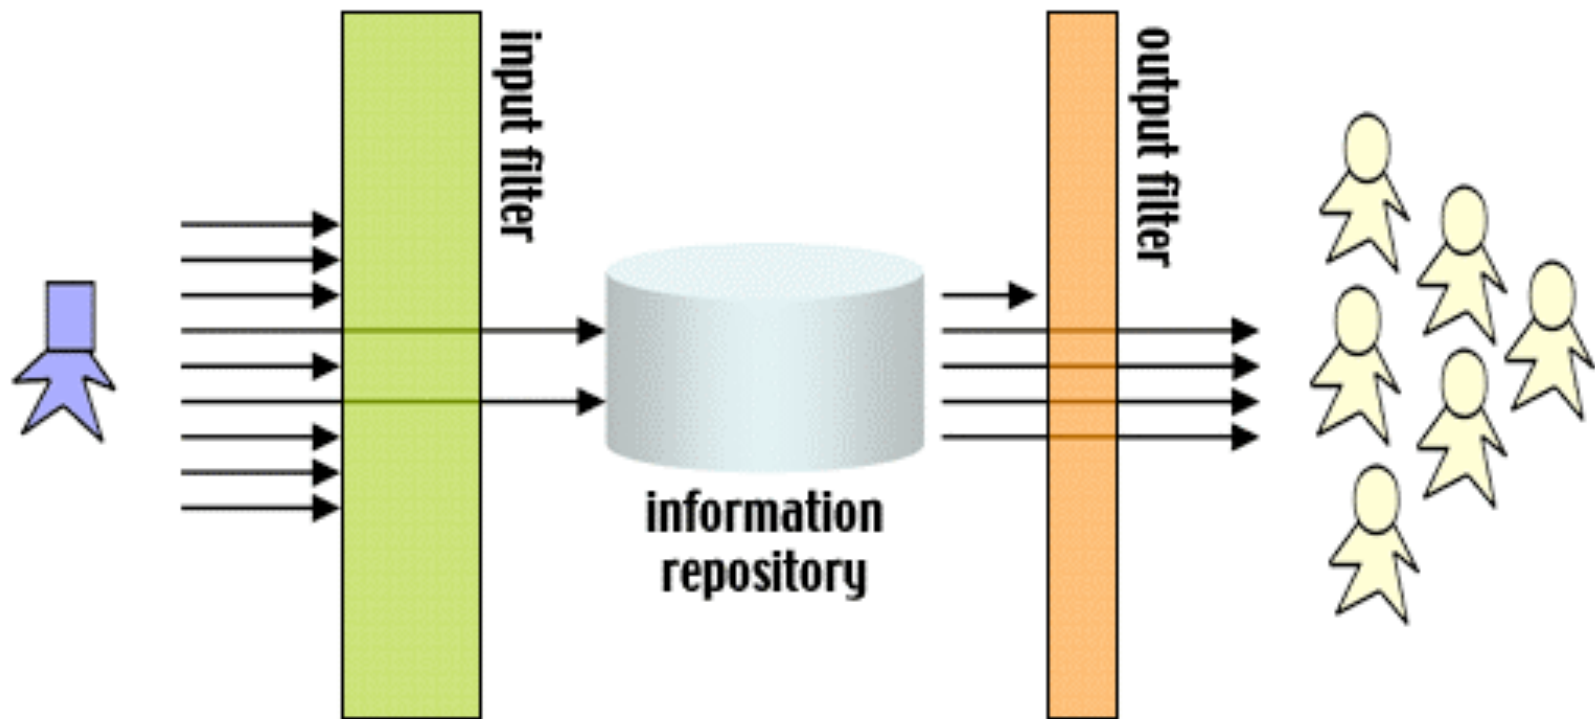 input filter
output filter
information
repository